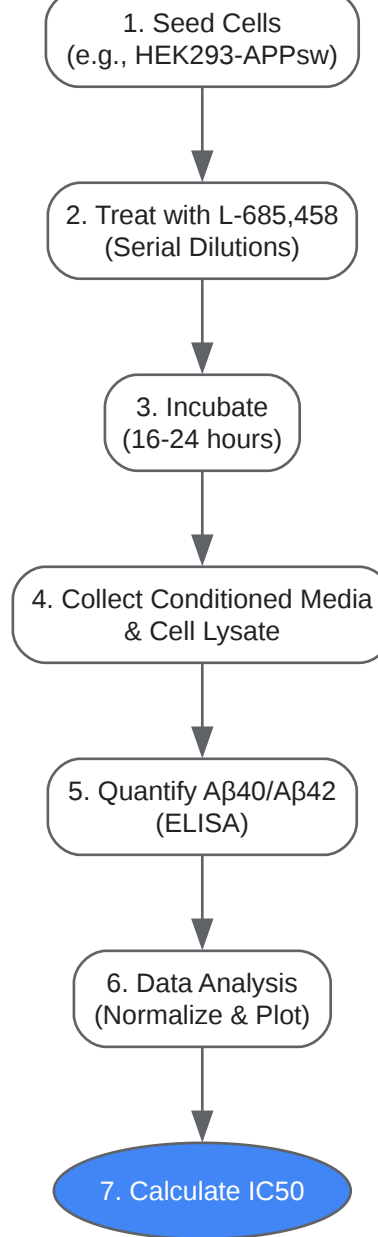 1. Seed Cells
(e.g., HEK293-APPsw)
2. Treat with L-685,458
(Serial Dilutions)
3. Incubate
(16-24 hours)
4. Collect Conditioned Media
& Cell Lysate
5. Quantify Aβ40/Aβ42
(ELISA)
6. Data Analysis
(Normalize & Plot)
7. Calculate IC50